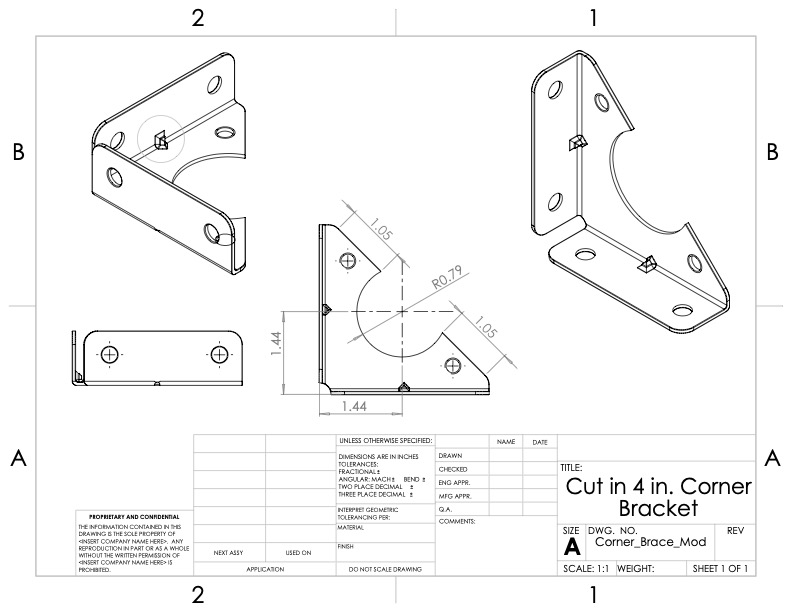 2
1
B
B
1.05
R0.79
1.05
1.44
1.44
A
A
UNLESS OTHERWISE SPECIFIED:
NAME
DATE
DIMENSIONS ARE IN INCHES
TOLERANCES:
FRACTIONAL ±
ANGULAR: MACH ± BEND ±
TWO PLACE DECIMAL ±
THREE PLACE DECIMAL ±
DRAWN
CHECKED
ENG APPR.
MFG APPR.
INTERPRET GEOMETRIC
TOLERANCING PER:
Q.A.
MATERIAL
COMMENTS:
FINISH
TITLE:
Cut in 4 in. Corner
Bracket
PROPRIETARY AND CONFIDENTIAL
THE INFORMATION CONTAINED IN THIS
DRAWING IS THE SOLE PROPERTY OF
<INSERT COMPANY NAME HERE>. ANY
REPRODUCTION IN PART OR AS A WHOLE
WITHOUT THE WRITTEN PERMISSION OF
<INSERT COMPANY NAME HERE> IS
PROHIBITED.
NEXT ASSY
USED ON
APPLICATION
DO NOT SCALE DRAWING
SIZE
A
DWG. NO.
Corner_Brace_Mod
REV
SCALE: 1:1
WEIGHT:
SHEET 1 OF 1
2
1